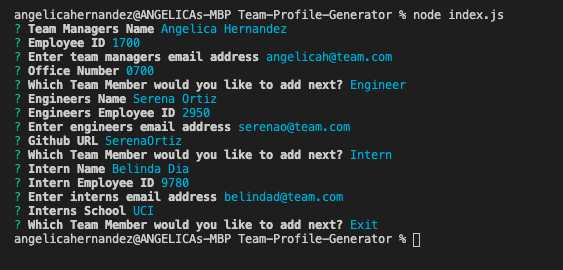 angelicahernandez@ANGELICAs-MBP Team-Profile-Generator % node index.js
? Team Managers Name Angelica Hernandez
? Employee ID 1700
? Enter team managers email address angelicah@team.com
? Office Number 0700
? Which Team Member would you like to add next? Engineer
? Engineers Name Serena Ortiz
? Engineers Employee ID 2950
? Enter engineers email address serenao@team.com
? Github URL SerenaOrtiz
? Which Team Member would you like to add next? Intern
? Intern Name Belinda Dia
? Intern Employee ID 9780
? Enter interns email address belindad@team.com
? Interns School UCI
? Which Team Member would you like to add next? Exit
angelicahernandez@ANGELICAs-MBP Team-Profile-Generator %